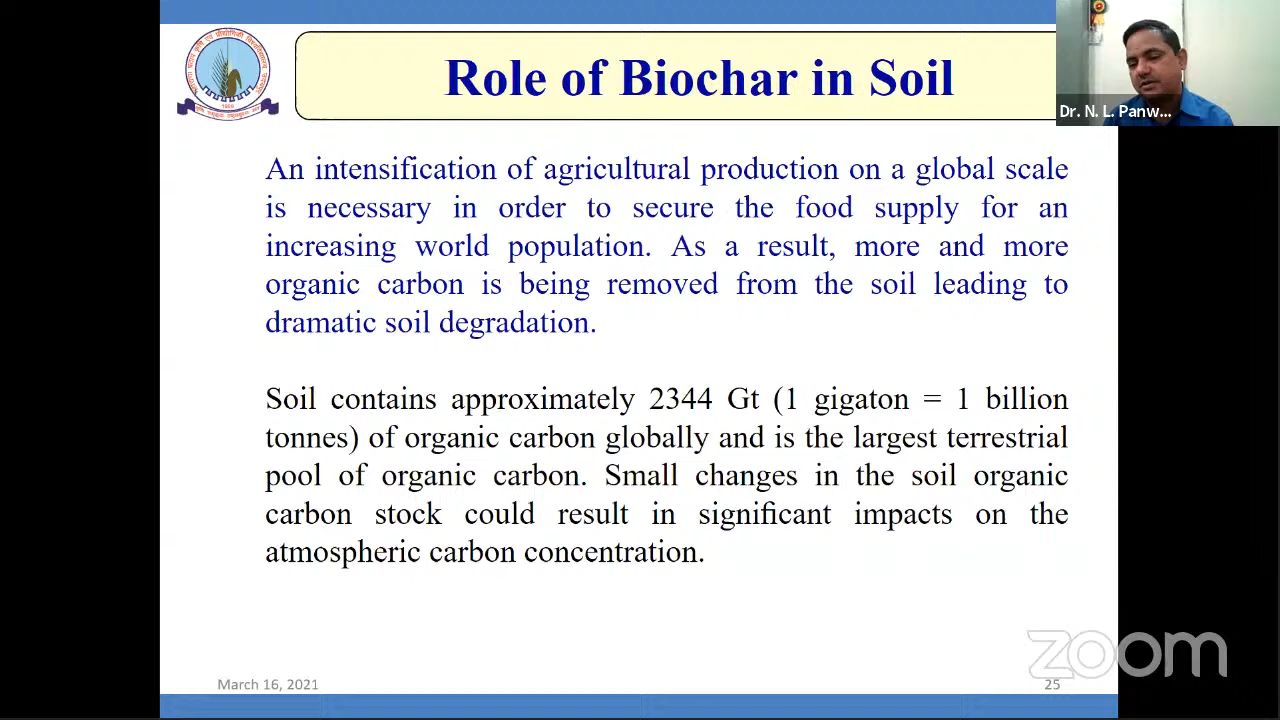 Role of Biochar in Soil
Dr. N. L. Panw...
An intensification of agricultural production on a global scale
is necessary in order to secure the food supply for an
increasing world population. As a result, more and more
organic carbon is being removed from the soil leading to
dramatic soil degradation.
Soil contains approximately 2344 Gt (1 gigaton = 1 billion
tonnes) of organic carbon globally and is the largest terrestrial
pool of organic carbon. Small changes in the soil organic
carbon stock could result in significant impacts on the
atmospheric carbon concentration.
zoom
March 16, 2021
25